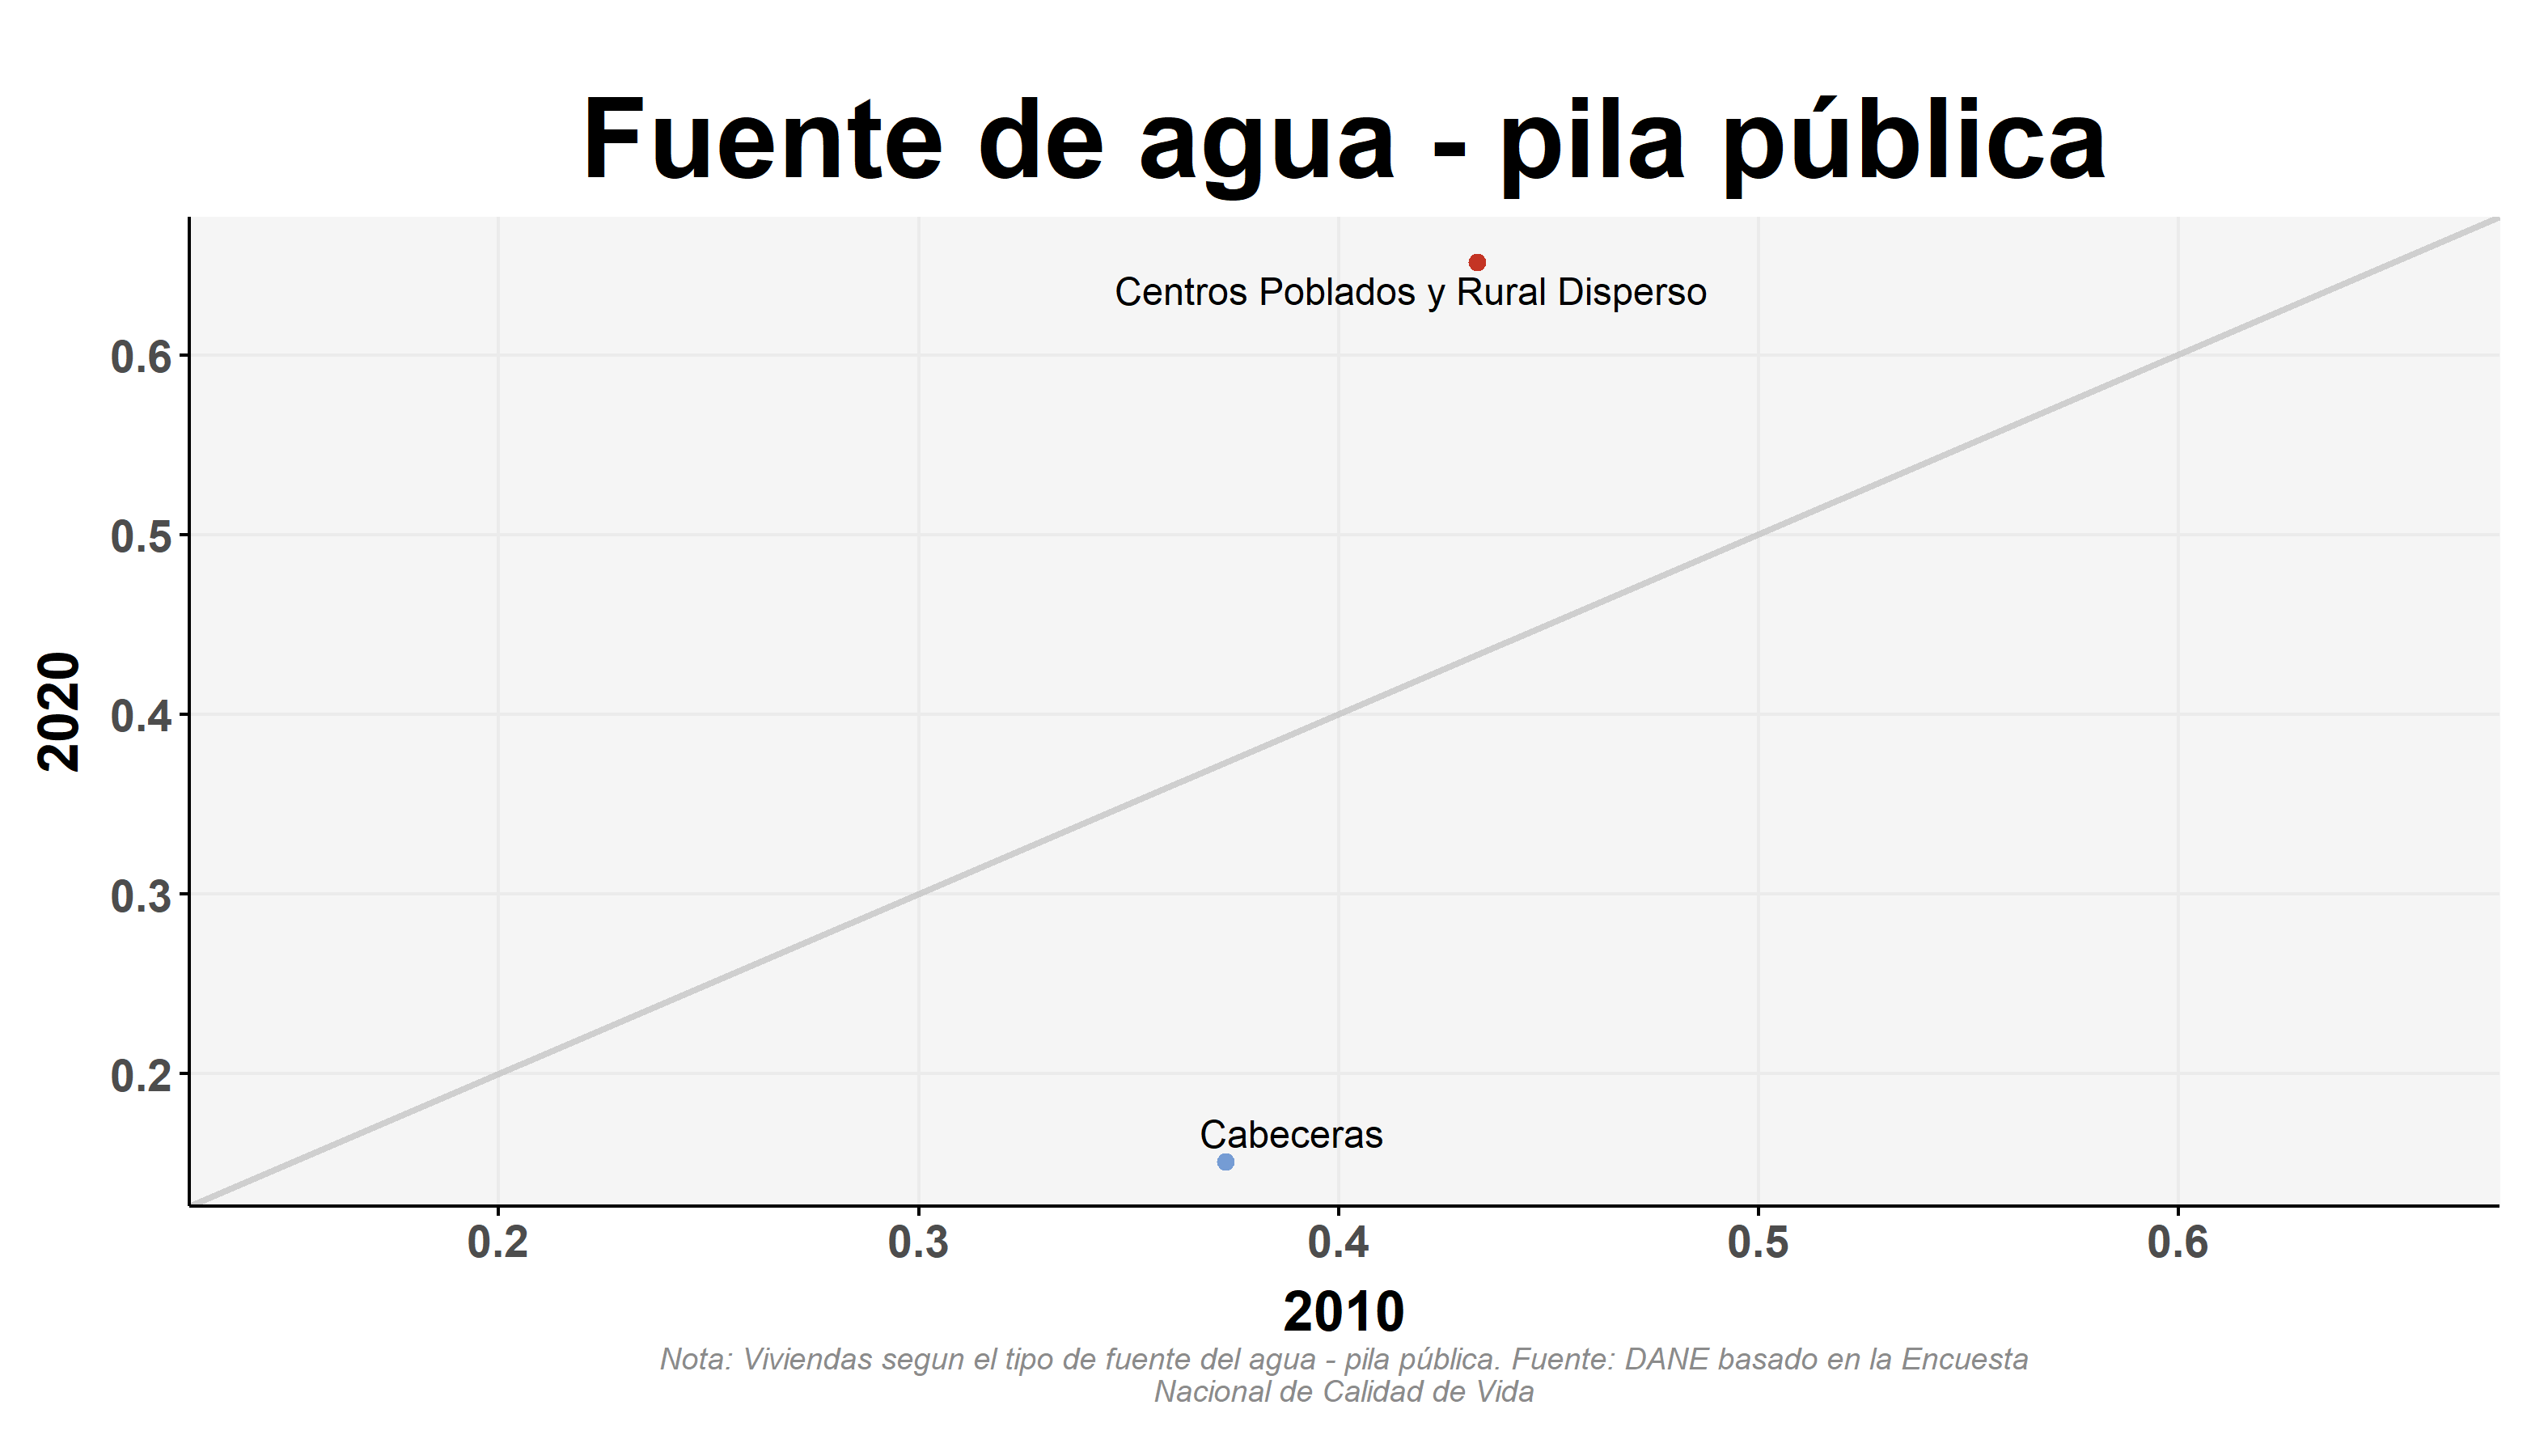 Fuente de agua - pila pública
Centros Poblados y Rural Disperso
0.6
0.5
2020
0.4
0.3
0.2
Cabeceras
0.2 0.3 0.4 0.5 0.6
2010
Nota: Viviendas segun el tipo de fuente del agua - pila pública. Fuente: DANE basado en la Encuesta
Nacional de Calidad de Vida